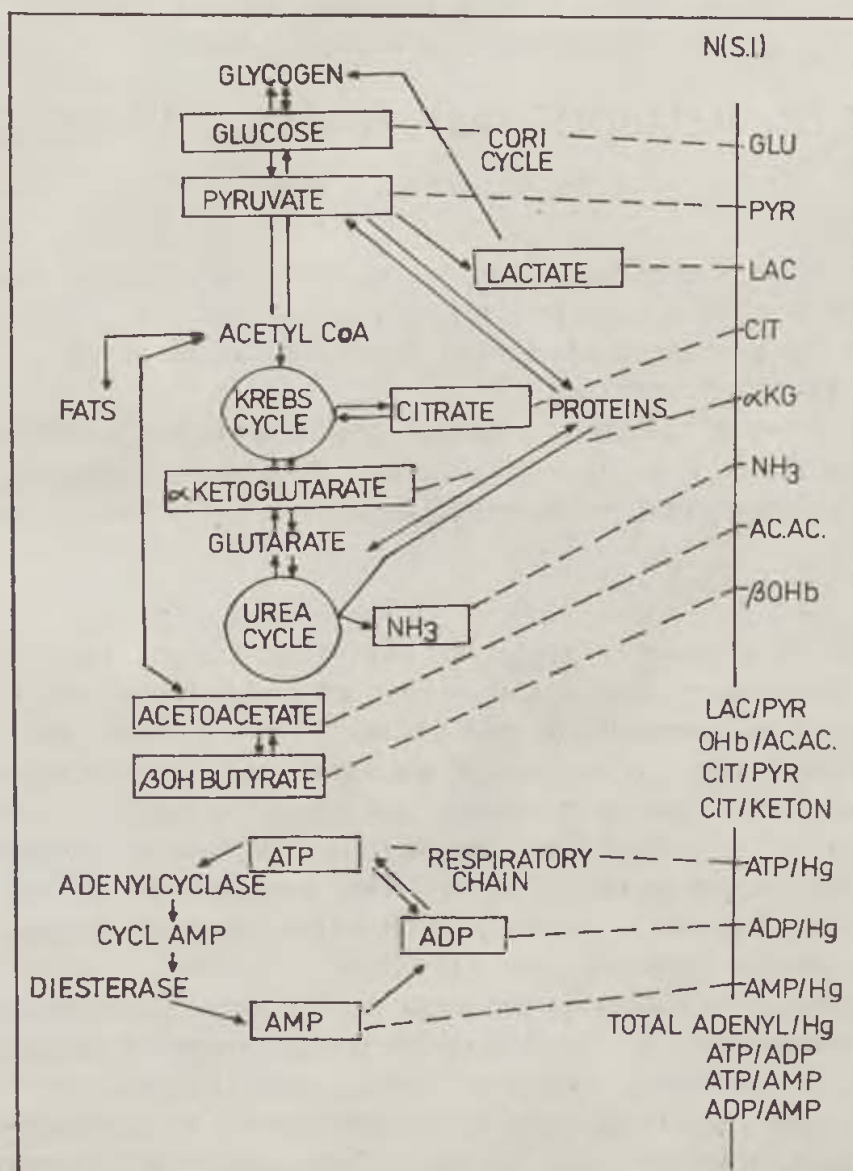 N(S.I)
GLYCOGEN
GLUCOSE
CORI
CYCLE
GLU
PYRUVATE
PYR
LACTATE
LAC
ACETYL CoA
CIT
FATS
KREBS
CYCLE
CITRATE
PROTEINS
αKG
αKETOGLUTARATE
NH3
GLUTARATE
AC.AC.
UREA
CYCLE
NH3
βOHb
ACETOACETATE
LAC/PYR
OHb/AC.AC.
βOH BUTYRATE
CIT/PYR
CIT/KETON
ATP
RESPIRATORY
CHAIN
ATP/Hg
ADENYLCYCLASE
CYCL AMP
ADP
ADP/Hg
DIESTERASE
AMP
AMP/Hg
TOTAL ADENYL/Hg
ATP/ADP
ATP/AMP
ADP/AMP